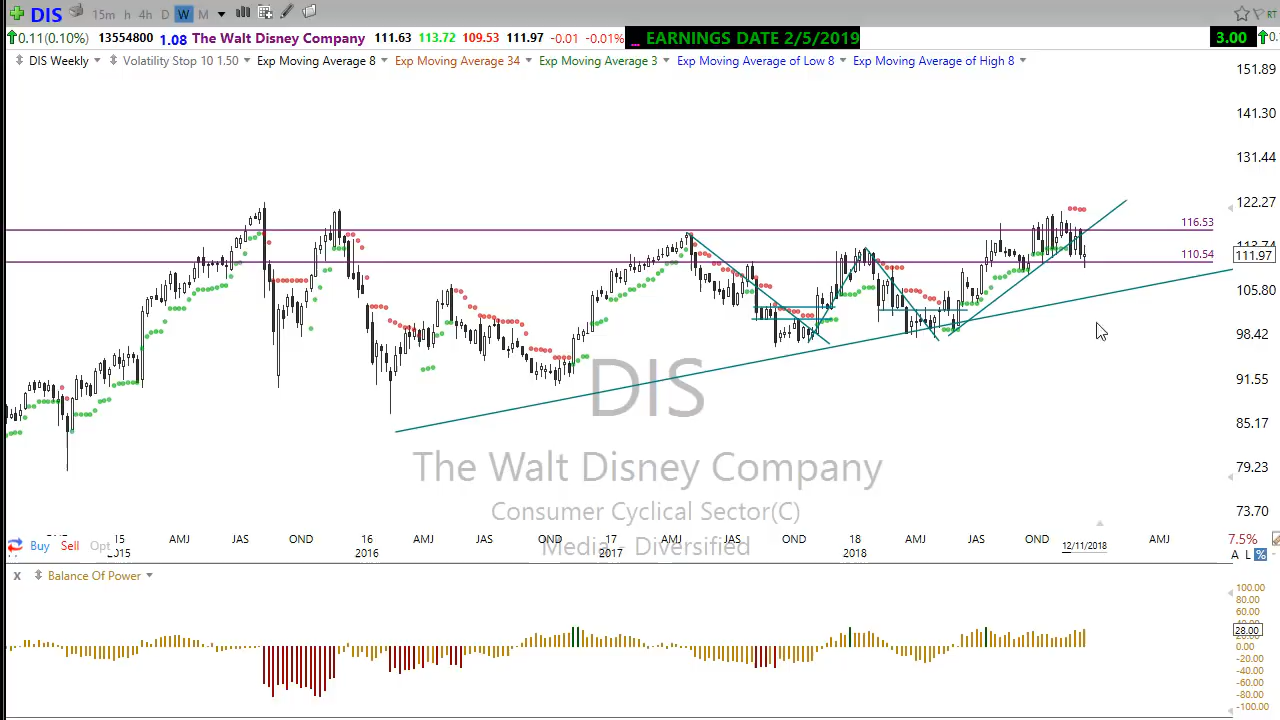 DIS 15m h 4h D W M RT
0.11(0.10%) 13554800 1.08 The Walt Disney Company 111.63 113.72 109.53 111.97 -0.01 -0.01% ... EARNINGS DATE 2/5/2019 3.00
DIS Weekly Volatility Stop 10 1.50 Exp Moving Average 8 Exp Moving Average 34 Exp Moving Average 3 Exp Moving Average of Low 8 Exp Moving Average of High 8
151.89
141.30
131.44
122.27
116.53
112.74
110.54
111.97
105.80
98.42
DIS
91.55
85.17
The Walt Disney Company
79.23
Consumer Cyclical Sector(C)
73.70
15 AMJ JAS OND 16 AMJ JAS OND 17 AMJ JAS OND 18 AMJ JAS OND AMJ
7.5%
Buy Sell Opt
Media - Diversified
2015 2016 2017 2018 12/11/2018
A L %
X Balance Of Power
100.00
80.00
60.00
40.00
28.00
0.00
-20.00
-40.00
-60.00
-80.00
-100.00